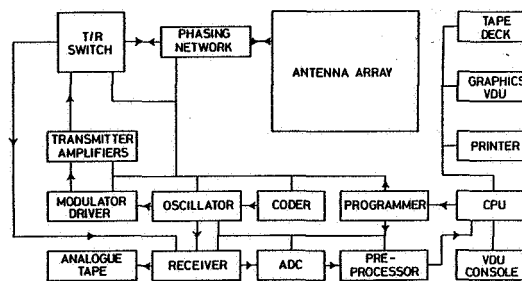 T/R
SWITCH
PHASING
NETWORK
ANTENNA ARRAY
TAPE
DECK
GRAPHICS
VDU
PRINTER
TRANSMITTER
AMPLIFIERS
MODULATOR
DRIVER
OSCILLATOR
CODER
PROGRAMMER
CPU
ANALOGUE
TAPE
RECEIVER
ADC
PRE-
PROCESSOR
VDU
CONSOLE